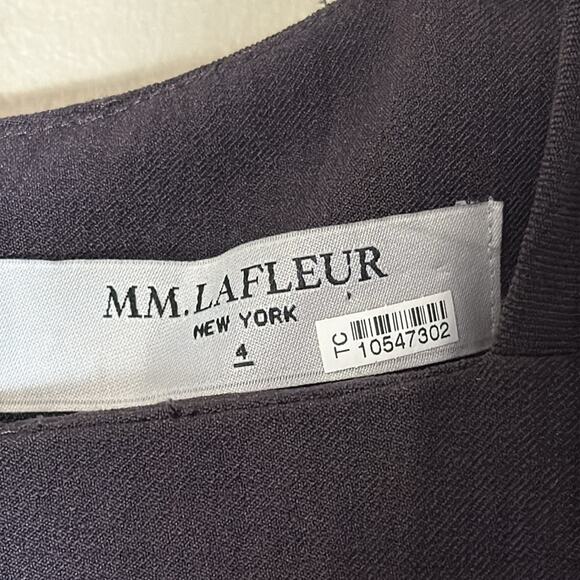 MM.LAFLEUR
NEW YORK
4
TC
10547302